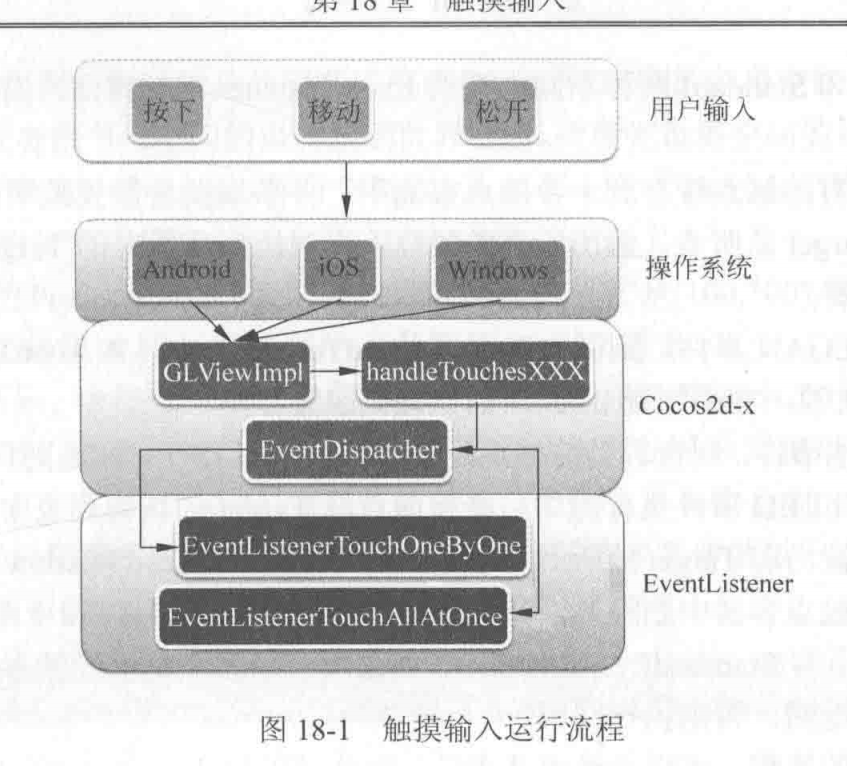 第 18 章 触摸输入
按下 移动 松开 用户输入
Android iOS Windows 操作系统
GLViewImpl handleTouchesXXX
Cocos2d-x
EventDispatcher
EventListenerTouchOneByOne
EventListener
EventListenerTouchAllAtOnce
图 18-1 触摸输入运行流程